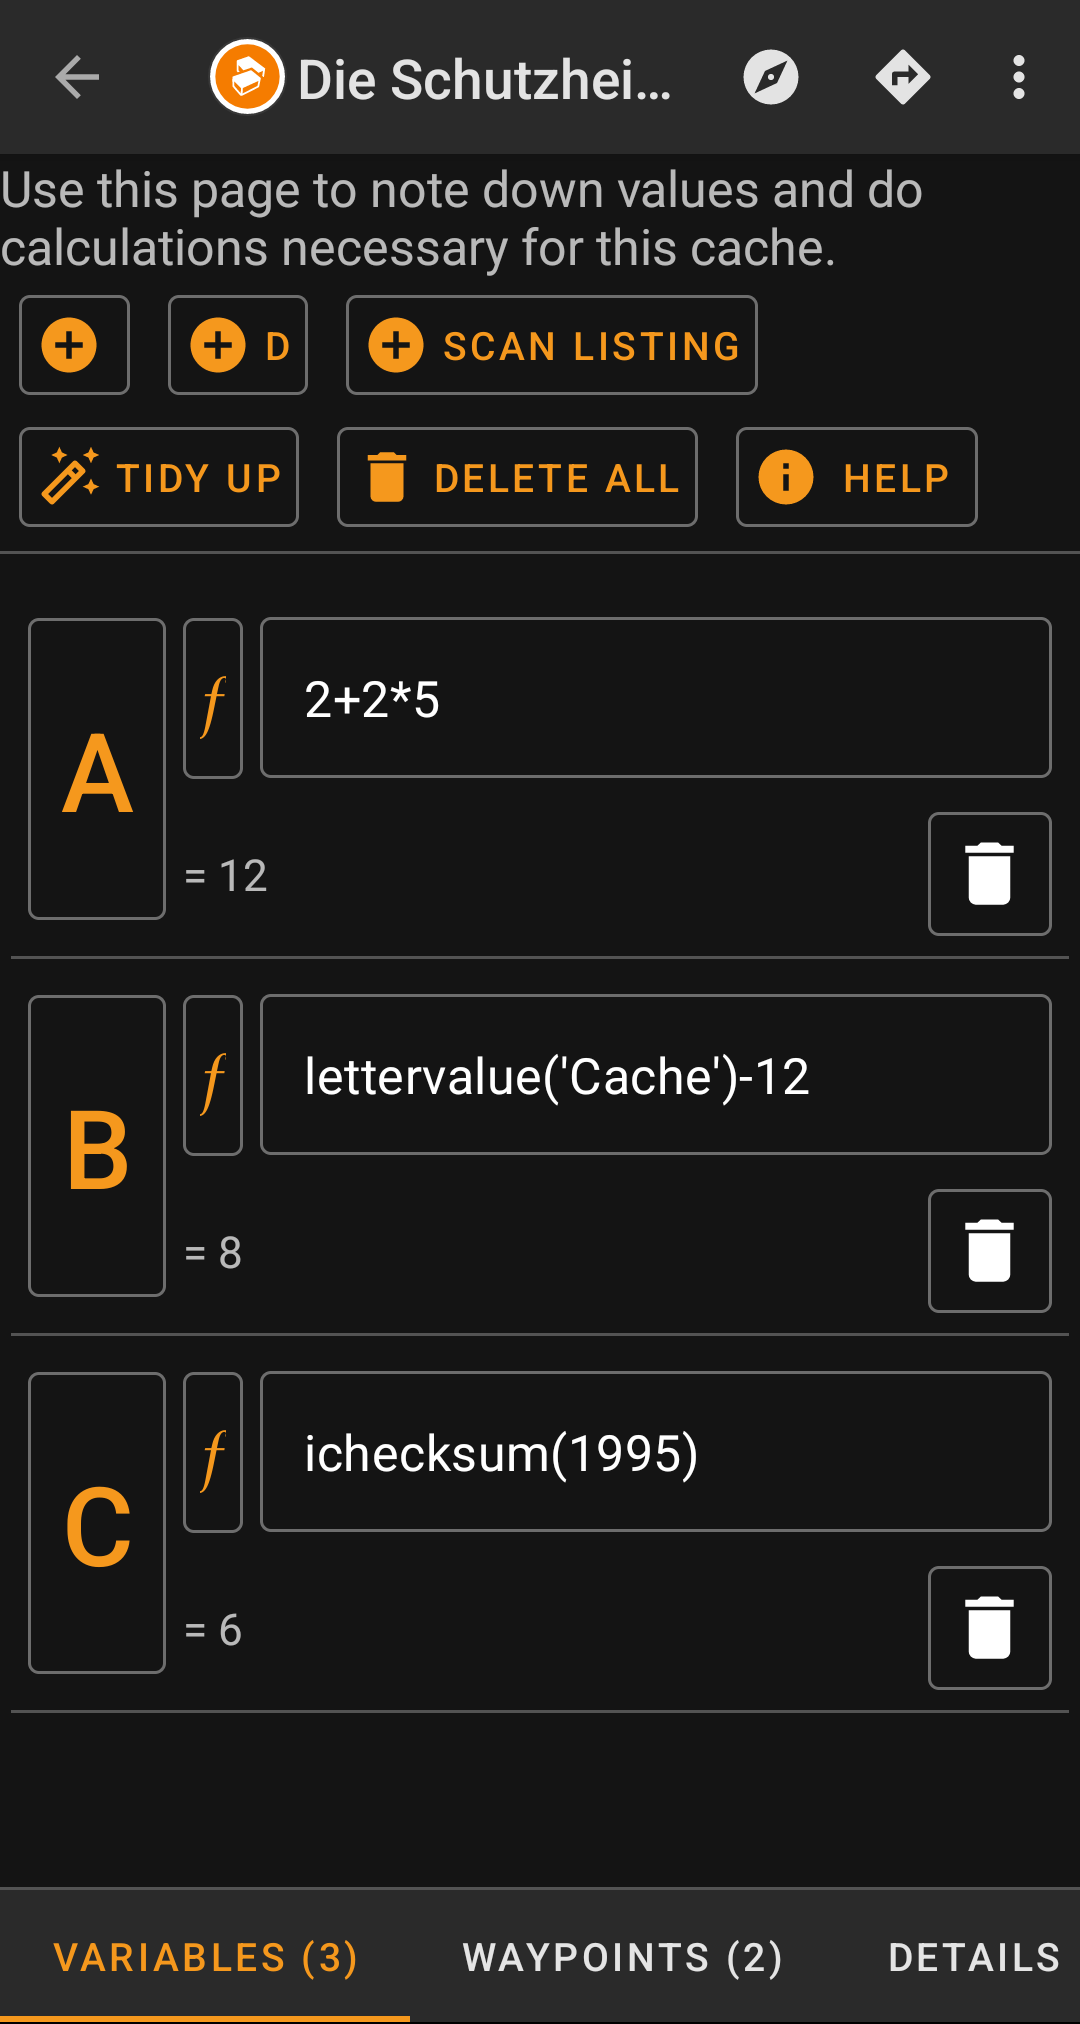 Die Schutzhei...
Use this page to note down values and do
calculations necessary for this cache.
D
SCAN LISTING
TIDY UP
DELETE ALL
HELP
A
f
2+2*5
= 12
B
f
lettervalue('Cache')-12
= 8
C
f
ichecksum(1995)
= 6
VARIABLES (3)
WAYPOINTS (2)
DETAILS